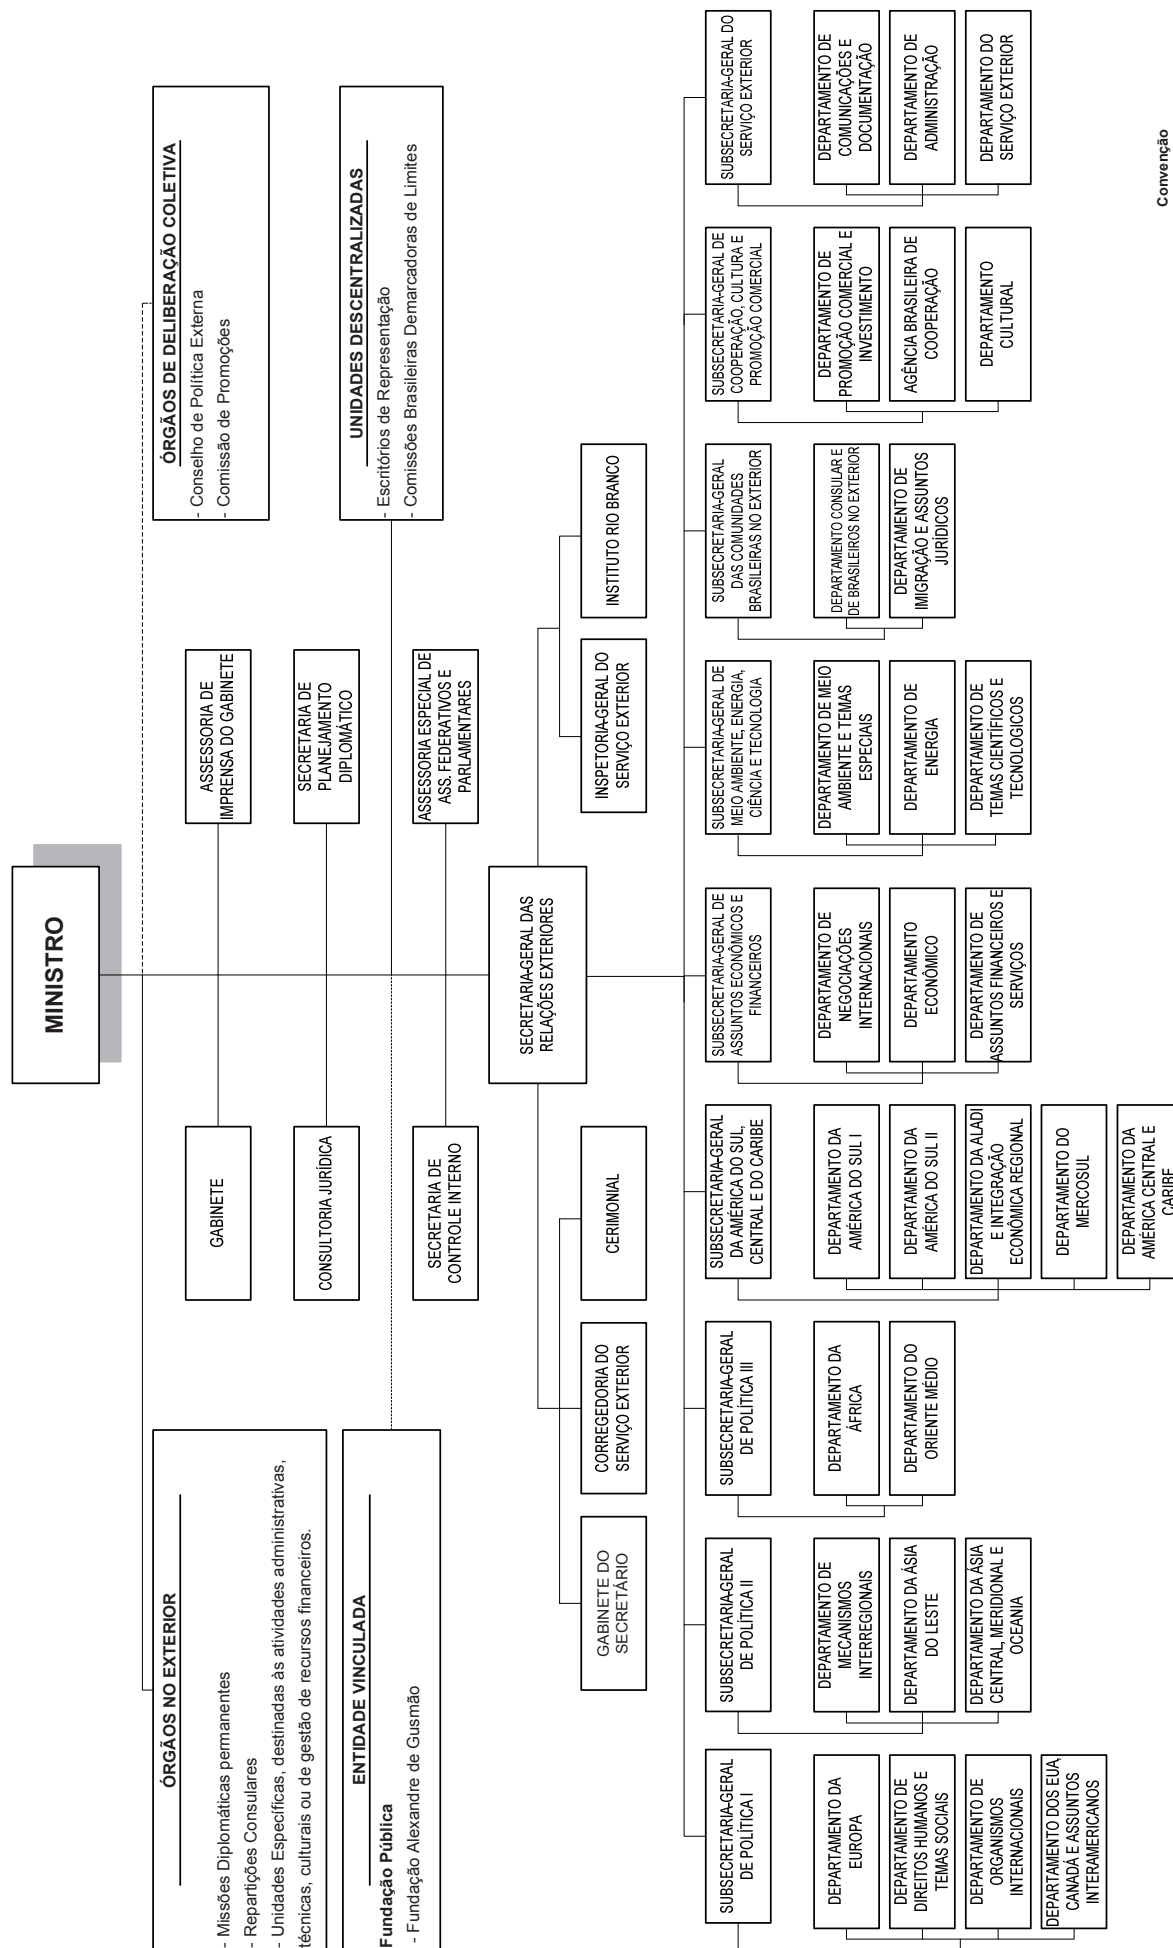 MINISTRO
ÓRGÃOS NO EXTERIOR
- Missões Diplomáticas permanentes
- Repartições Consulares
- Unidades Específicas, destinadas às atividades administrativas,
técnicas, culturais ou de gestão de recursos financeiros.
ÓRGÃOS DE DELIBERAÇÃO COLETIVA
- Conselho de Política Externa
- Comissão de Promoções
GABINETE
ASSESSORIA DE
IMPRENSA DO GABINETE
CONSULTORIA JURÍDICA
SECRETARIA DE
PLANEJAMENTO
DIPLOMÁTICO
ENTIDADE VINCULADA
Fundação Pública
- Fundação Alexandre de Gusmão
UNIDADES DESCENTRALIZADAS
- Escritórios de Representação
- Comissões Brasileiras Demarcadoras de Limites
SECRETARIA DE
CONTROLE INTERNO
ASSESSORIA ESPECIAL DE
ASS. FEDERATIVOS E
PARLAMENTARES
SECRETARIA-GERAL DAS
RELAÇÕES EXTERIORES
GABINETE DO
SECRETÁRIO
CORREGEDORIA DO
SERVIÇO EXTERIOR
CERIMONIAL
INSPETORIA-GERAL DO
SERVIÇO EXTERIOR
INSTITUTO RIO BRANCO
SUBSECRETARIA-GERAL
DE POLÍTICA I
DEPARTAMENTO DA
EUROPA
DEPARTAMENTO DE
DIREITOS HUMANOS E
TEMAS SOCIAIS
DEPARTAMENTO DE
ORGANISMOS
INTERNACIONAIS
DEPARTAMENTO DOS EUA,
CANADÁ E ASSUNTOS
INTERAMERICANOS
SUBSECRETARIA-GERAL
DE POLÍTICA II
DEPARTAMENTO DE
MECANISMOS
INTERREGIONAIS
DEPARTAMENTO DA ÁSIA
DO LESTE
DEPARTAMENTO DA ÁSIA
CENTRAL, MERIDIONAL E
OCEANIA
SUBSECRETARIA-GERAL
DE POLÍTICA III
DEPARTAMENTO DA
ÁFRICA
DEPARTAMENTO DO
ORIENTE MÉDIO
SUBSECRETARIA-GERAL
DA AMÉRICA DO SUL,
CENTRAL E DO CARIBE
DEPARTAMENTO DA
AMÉRICA DO SUL I
DEPARTAMENTO DA
AMÉRICA DO SUL II
DEPARTAMENTO DA ALADI
E INTEGRAÇÃO
ECONÔMICA REGIONAL
DEPARTAMENTO DO
MERCOSUL
DEPARTAMENTO DA
AMÉRICA CENTRAL E
CARIBE
SUBSECRETARIA-GERAL DE
ASSUNTOS ECONÔMICOS E
FINANCEIROS
DEPARTAMENTO DE
NEGOCIAÇÕES
INTERNACIONAIS
DEPARTAMENTO
ECONÔMICO
DEPARTAMENTO DE
ASSUNTOS FINANCEIROS E
SERVIÇOS
SUBSECRETARIA-GERAL DE
MEIO AMBIENTE, ENERGIA,
CIÊNCIA E TECNOLOGIA
DEPARTAMENTO DE MEIO
AMBIENTE E TEMAS
ESPECIAIS
DEPARTAMENTO DE
ENERGIA
DEPARTAMENTO DE
TEMAS CIENTÍFICOS E
TECNOLOGICOS
SUBSECRETARIA-GERAL
DAS COMUNIDADES
BRASILEIRAS NO EXTERIOR
DEPARTAMENTO CONSULAR E
DE BRASILEIROS NO EXTERIOR
DEPARTAMENTO DE
IMIGRAÇÃO E ASSUNTOS
JURÍDICOS
SUBSECRETARIA-GERAL DE
COOPERAÇÃO, CULTURA E
PROMOÇÃO COMERCIAL
DEPARTAMENTO DE
PROMOÇÃO COMERCIAL E
INVESTIMENTO
AGÊNCIA BRASILEIRA DE
COOPERAÇÃO
DEPARTAMENTO
CULTURAL
SUBSECRETARIA-GERAL DO
SERVIÇO EXTERIOR
DEPARTAMENTO DE
COMUNICAÇÕES E
DOCUMENTAÇÃO
DEPARTAMENTO DE
ADMINISTRAÇÃO
DEPARTAMENTO DO
SERVIÇO EXTERIOR
Convenção